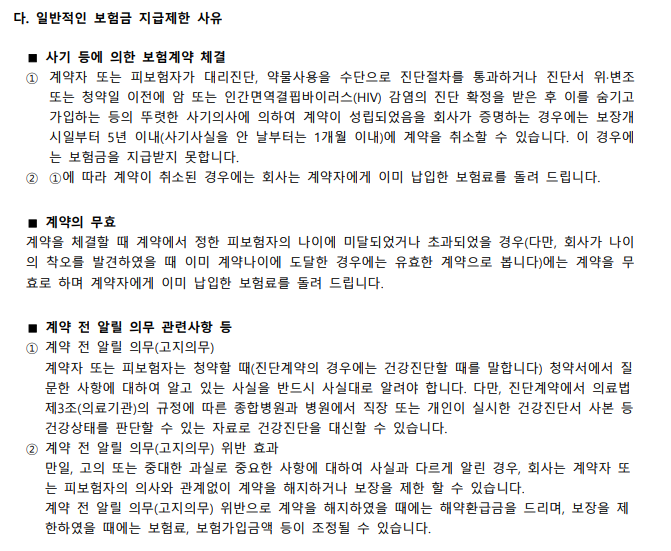 다. 일반적인 보험금 지급제한 사유
■ 사기 등에 의한 보험계약 체결
① 계약자 또는 피보험자가 대리진단, 약물사용을 수단으로 진단절차를 통과하거나 진단서 위·변조
또는 청약일 이전에 암 또는 인간면역결핍바이러스(HIV) 감염의 진단 확정을 받은 후 이를 숨기고
가입하는 등의 뚜렷한 사기의사에 의하여 계약이 성립되었음을 회사가 증명하는 경우에는 보장개
시일부터 5년 이내(사기사실을 안 날부터는 1개월 이내)에 계약을 취소할 수 있습니다. 이 경우에
는 보험금을 지급받지 못합니다.
② ①에 따라 계약이 취소된 경우에는 회사는 계약자에게 이미 납입한 보험료를 돌려 드립니다.
■ 계약의 무효
계약을 체결할 때 계약에서 정한 피보험자의 나이에 미달되었거나 초과되었을 경우(다만, 회사가 나이
의 착오를 발견하였을 때 이미 계약나이에 도달한 경우에는 유효한 계약으로 봅니다)에는 계약을 무
효로 하며 계약자에게 이미 납입한 보험료를 돌려 드립니다.
■ 계약 전 알릴 의무 관련사항 등
① 계약 전 알릴 의무(고지의무)
계약자 또는 피보험자는 청약할 때(진단계약의 경우에는 건강진단할 때를 말합니다) 청약서에서 질
문한 사항에 대하여 알고 있는 사실을 반드시 사실대로 알려야 합니다. 다만, 진단계약에서 의료법
제3조(의료기관)의 규정에 따른 종합병원과 병원에서 직장 또는 개인이 실시한 건강진단서 사본 등
건강상태를 판단할 수 있는 자료로 건강진단을 대신할 수 있습니다.
② 계약 전 알릴 의무(고지의무) 위반 효과
만일, 고의 또는 중대한 과실로 중요한 사항에 대하여 사실과 다르게 알린 경우, 회사는 계약자 또
는 피보험자의 의사와 관계없이 계약을 해지하거나 보장을 제한 할 수 있습니다.
계약 전 알릴 의무(고지의무) 위반으로 계약을 해지하였을 때에는 해약환급금을 드리며, 보장을 제
한하였을 때에는 보험료, 보험가입금액 등이 조정될 수 있습니다.